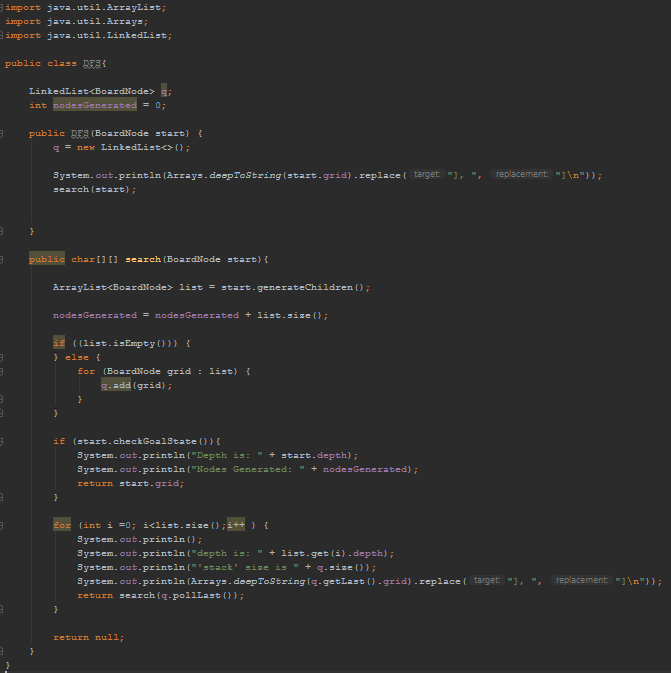 import java.util.ArrayList;
import java.util.Arrays;
import java.util.LinkedList;
public class DFS{
LinkedList<BoardNode> q;
int nodesGenerated = 0;
public DFS(BoardNode start) {
q = new LinkedList<>();
System.out.println(Arrays.deepToString(start.grid).replace( target: "], ", replacement: "]\n"));
search(start);
}
public char[][] search(BoardNode start){
ArrayList<BoardNode> list = start.generateChildren();
nodesGenerated = nodesGenerated + list.size();
if ((list.isEmpty())) {
} else {
for (BoardNode grid : list) {
q.add(grid);
}
}
if (start.checkGoalState()){
System.out.println("Depth is: " + start.depth);
System.out.println("Nodes Generated: " + nodesGenerated);
return start.grid;
}
for (int i =0; i<list.size();i++ ) {
System.out.println();
System.out.println("depth is: " + list.get(i).depth);
System.out.println("'stack' size is " + q.size());
System.out.println(Arrays.deepToString(q.getLast().grid).replace( target: "], ", replacement: "]\n"));
return search(q.pollLast());
}
return null;
}
}